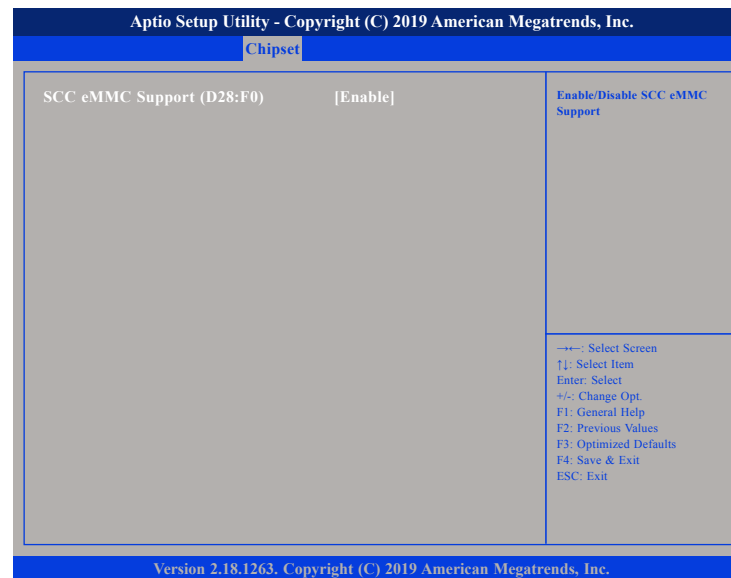 Aptio Setup Utility - Copyright (C) 2019 American Megatrends, Inc.
Chipset
SCC eMMC Support (D28:F0) [Enable]
Enable/Disable SCC eMMC
Support
→←: Select Screen
↑↓: Select Item
Enter: Select
+/-: Change Opt.
F1: General Help
F2: Previous Values
F3: Optimized Defaults
F4: Save & Exit
ESC: Exit
Version 2.18.1263. Copyright (C) 2019 American Megatrends, Inc.